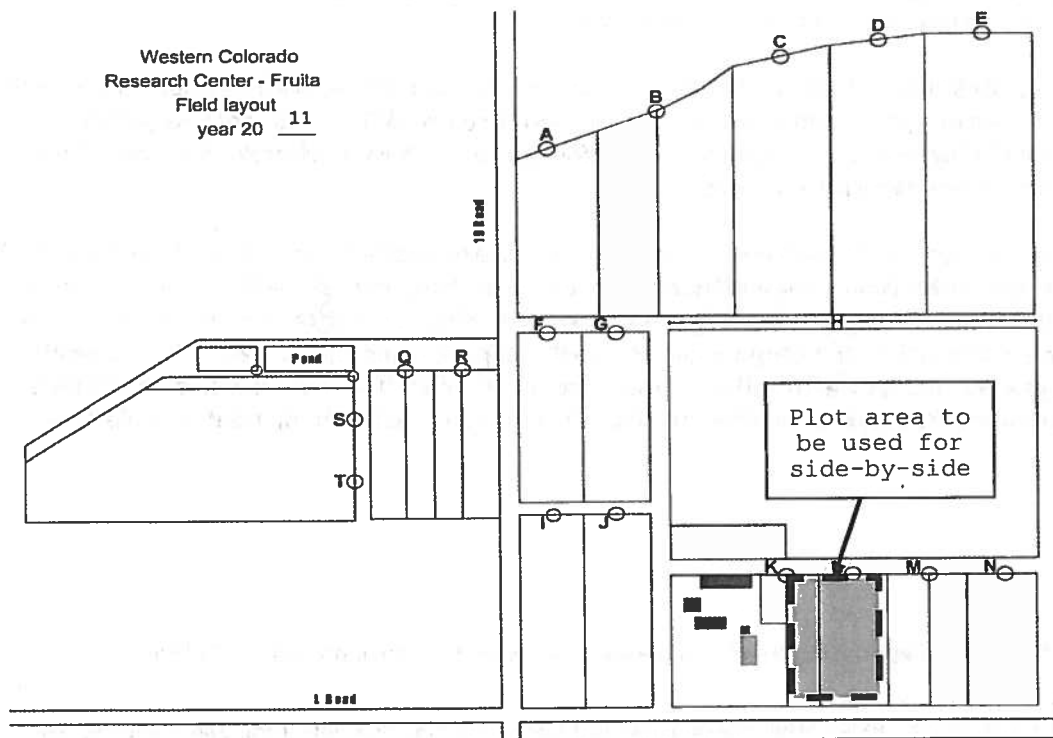 Western Colorado
Research Center - Fruita
Field layout
year 20 11
A
B
C
D
E
F
G
H
Pond
Q
R
S
T
Plot area to
be used for
side-by-side
I
J
K
M
N
L Road